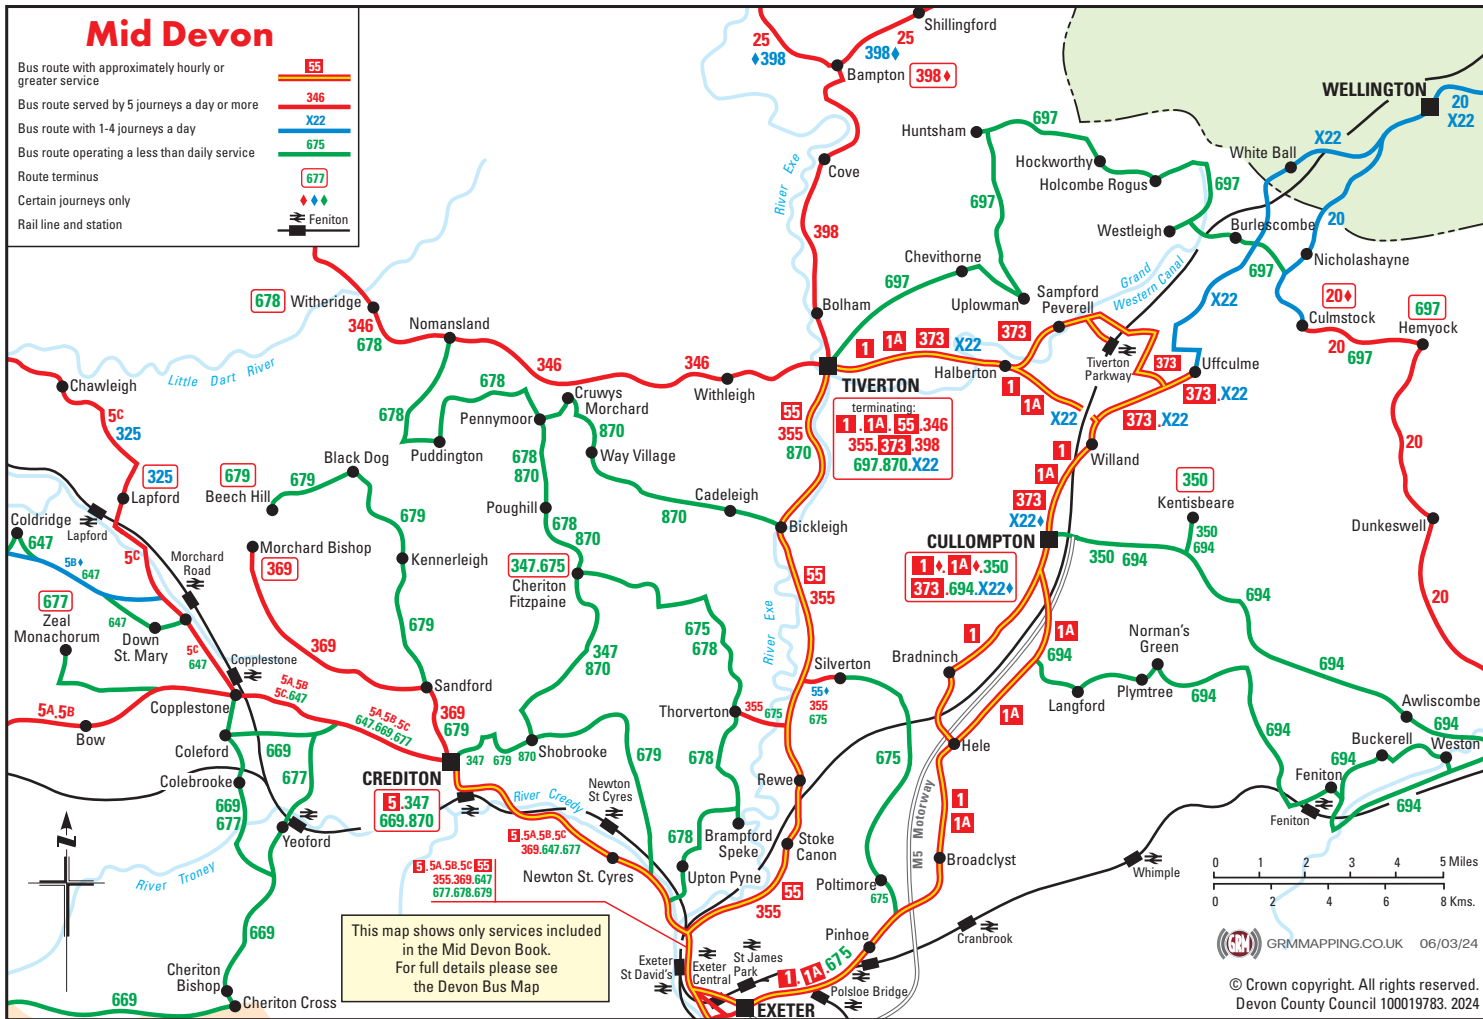 Mid Devon
Bus route with approximately hourly or
greater service
55
Bus route served by 5 journeys a day or more
346
Bus route with 1-4 journeys a day
X22
Bus route operating a less than daily service
675
Route terminus
677
Certain journeys only
Rail line and station
Feniton
Shillingford
25
25
♦398
398♦
Bampton
398♦
WELLINGTON
20
X22
X22
White Ball
Huntsham
697
Hockworthy
Holcombe Rogus
697
697
Cove
River Exe
398
Westleigh
Burlescombe
20
Nicholashayne
697
Chevithorne
697
Uplowman
Grand
Western Canal
Sampford
Peverell
X22
20♦
Culmstock
697
Hemyock
20
697
678
Witheridge
346
678
Nomansland
Bolham
346
346
Withleigh
TIVERTON
1 1A 373 X22
373
Halberton
Tiverton
Parkway
373
Uffculme
1
1A
X22
373.X22
373.X22
terminating:
1.1A.55.346
355.373.398
697.870.X22
Little Dart River
Chawleigh
5C
325
325
Lapford
Lapford
678
678
Pennymoor
Puddington
Cruwys
Morchard
870
Way Village
678
870
Black Dog
679
679
Beech Hill
679
Poughill
678
870
Cadeleigh
870
Bickleigh
55
355
870
1
Willand
1A
373
X22♦
CULLOMPTON
1♦.1A♦.350
373.694.X22♦
350
Kentisbeare
350
694
350 694
Dunkeswell
20
20
Coldridge
647
5B♦
647
5C
Morchard
Road
Morchard Bishop
369
Kennerleigh
679
347.675
Cheriton
Fitzpaine
677
Zeal
Monachorum
647
Down
St. Mary
5C
647
Copplestone
369
Sandford
369
679
347
870
675
678
55
355
River Exe
Silverton
55♦
355
675
Bradninch
1
1A
694
694
Norman's
Green
Plymtree
Langford
694
694
Awliscombe
694
5A.5B
5C.647
5A.5B
Bow
Copplestone
5A.5B.5C
647.669.677
Coleford
669
Colebrooke
677
669
677
Yeoford
CREDITON
347 679 870
Shobrooke
5.347
669.870
679
Thorverton
355
675
678
675
Hele
1A
694
Buckerell
Weston
694
Feniton
Feniton
694
River Creedy
Newton
St Cyres
5.5A.5B.5C
369.647.677
Newton St. Cyres
Rewe
Brampford
Speke
678
Upton Pyne
Stoke
Canon
55
355
1
1A
M5 Motorway
Broadclyst
Poltimore
675
Whimple
0 1 2 3 4 5 Miles
0 2 4 6 8 Kms.
River Troney
5.5A.5B.5C 55
355.369.647
677.678.679
669
Cheriton
Bishop
669
Cheriton Cross
This map shows only services included
in the Mid Devon Book.
For full details please see
the Devon Bus Map
Exeter
St David's
Exeter
Central
St James
Park
1.1A.675
Pinhoe
Polsloe Bridge
Cranbrook
EXETER
N
GRM
GRMMAPPING.CO.UK 06/03/24
© Crown copyright. All rights reserved.
Devon County Council 100019783. 2024